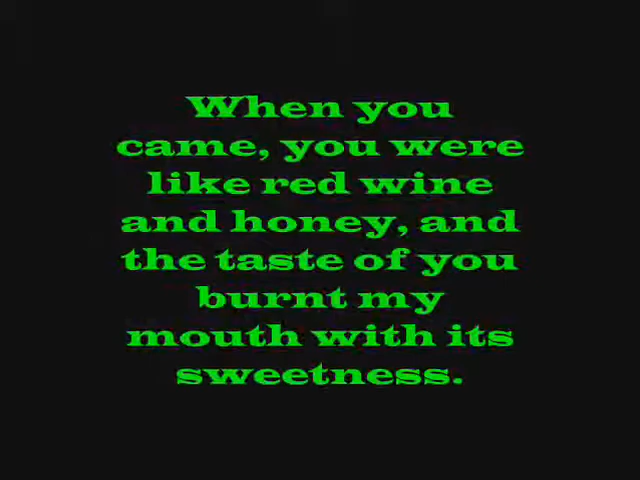 When you
came, you were
like red wine
and honey, and
the taste of you
burnt my
mouth with its
sweetness.